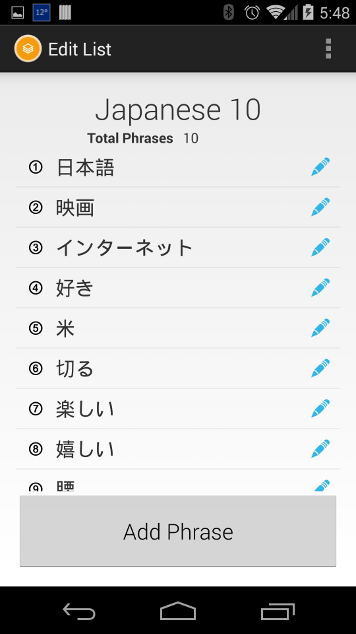 12°
5:48
Edit List
Japanese 10
Total Phrases 10
① 日本語
② 映画
③ インターネット
④ 好き
⑤ 米
⑥ 切る
⑦ 楽しい
⑧ 嬉しい
⑨ 腰
Add Phrase